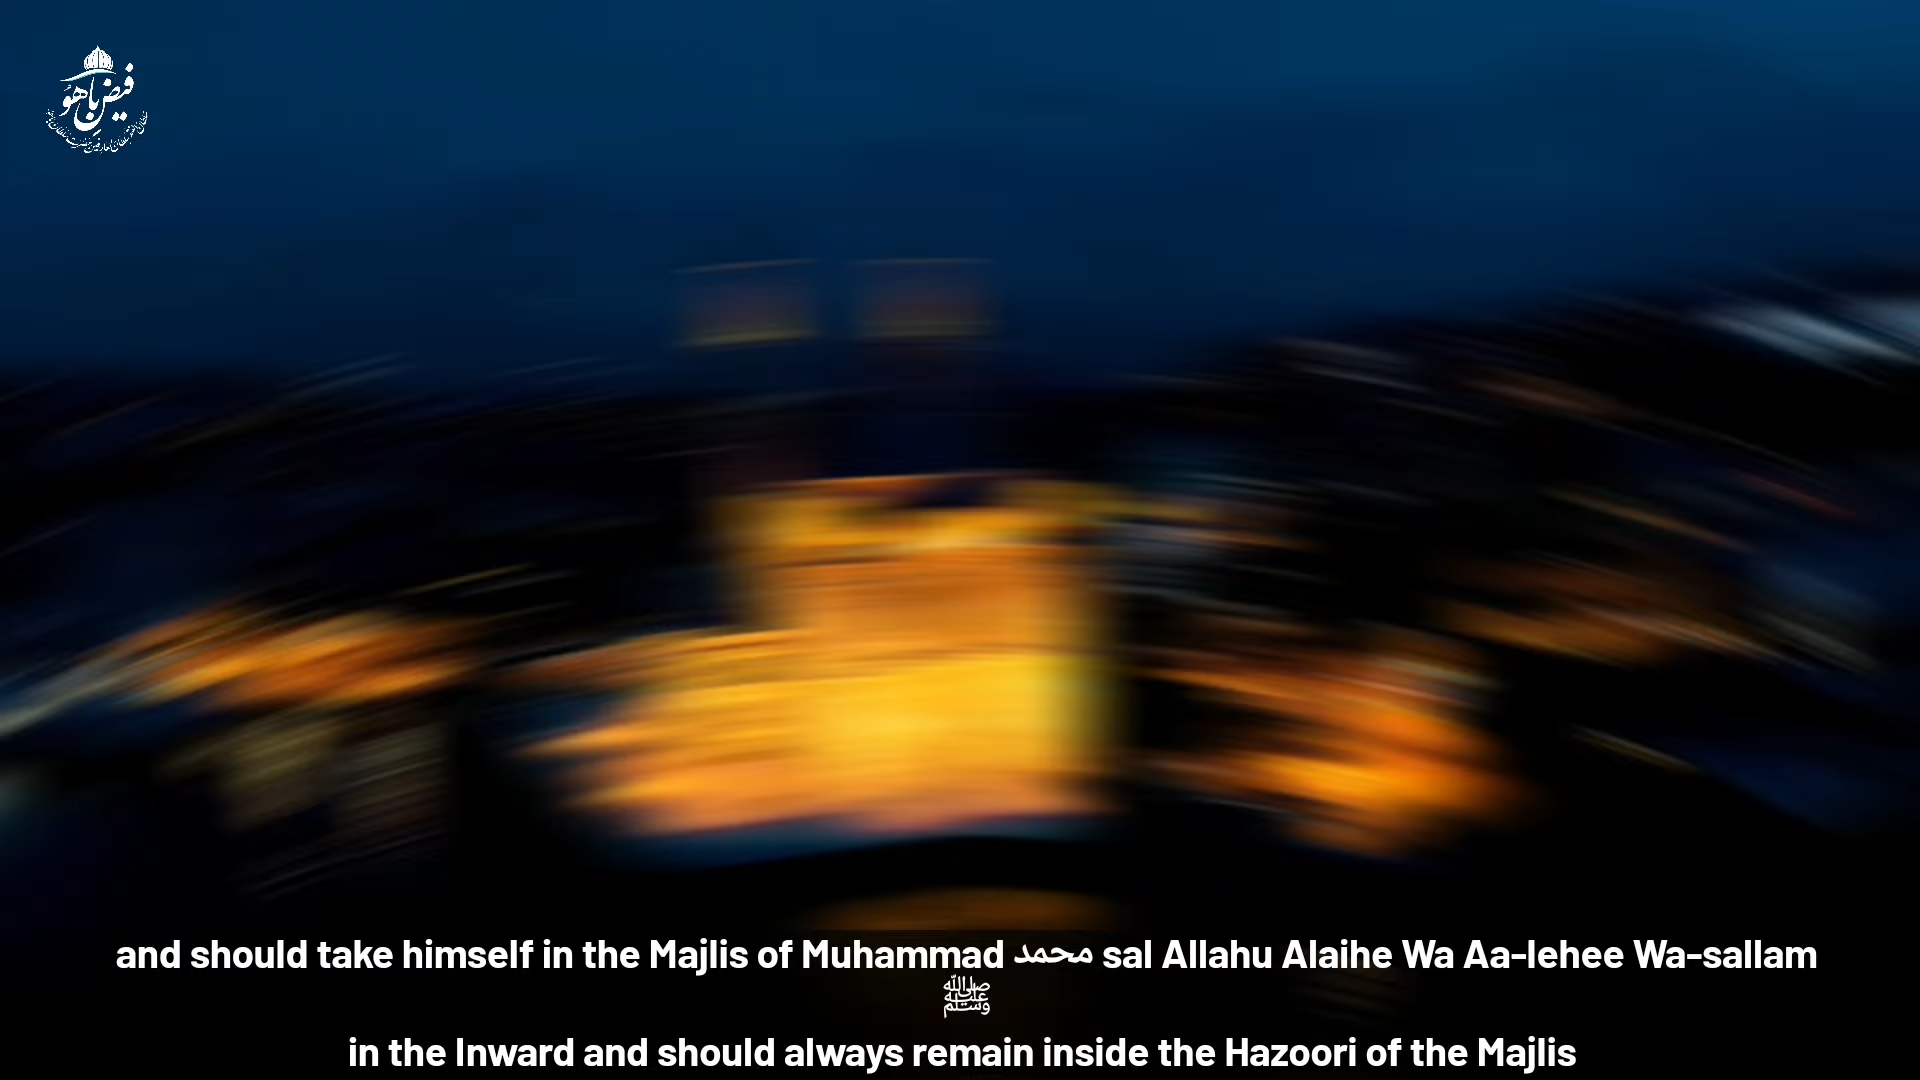 فیض باھو
and should take himself in the Majlis of Muhammad محمد sal Allahu Alaihe Wa Aa-lehee Wa-sallam
ﷺ
in the Inward and should always remain inside the Hazoori of the Majlis